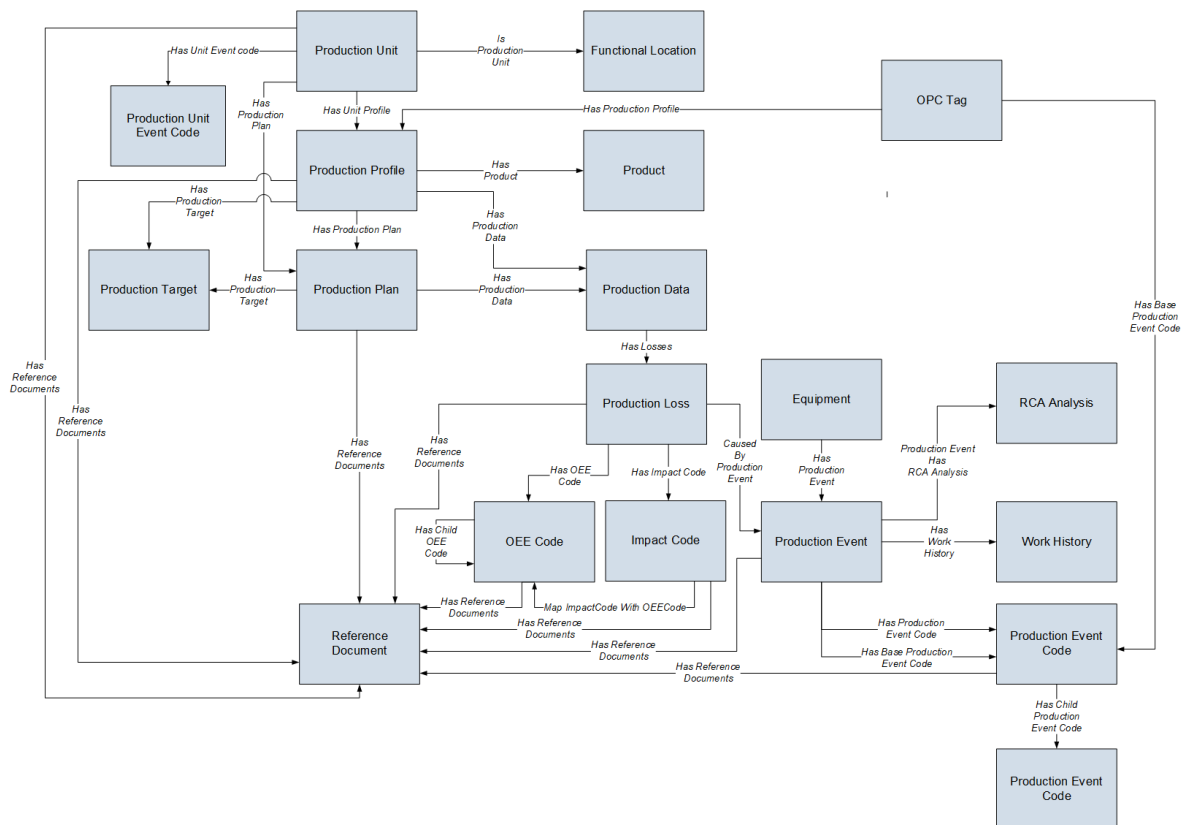 Production Unit
Is
Production
Unit
Functional Location
Has Unit Event code
OPC Tag
Has
Production
Plan
Has Unit Profile
Has Production Profile
Production Unit
Event Code
Production Profile
Has
Product
Product
Has
Production
Target
Has
Production
Data
Has Production Plan
Production Target
Has
Production
Target
Production Plan
Has
Production
Data
Production Data
Has Base
Production
Event Code
Has Losses
Has
Reference
Documents
Has
Reference
Documents
Has
Reference
Documents
Has
Reference
Documents
Production Loss
Equipment
RCA Analysis
Caused
By
Production
Event
Has
Production
Event
Production Event
Has
RCA Analysis
Has OEE
Code
Has Impact Code
Has Child
OEE
Code
OEE Code
Impact Code
Production Event
Has
Work
History
Work History
Has Reference
Documents
Map ImpactCode With OEECode
Has Reference
Documents
Has Reference
Documents
Has Reference
Documents
Reference
Document
Has Production
Event Code
Has Base Production
Event Code
Production Event
Code
Has Child
Production
Event Code
Production Event
Code